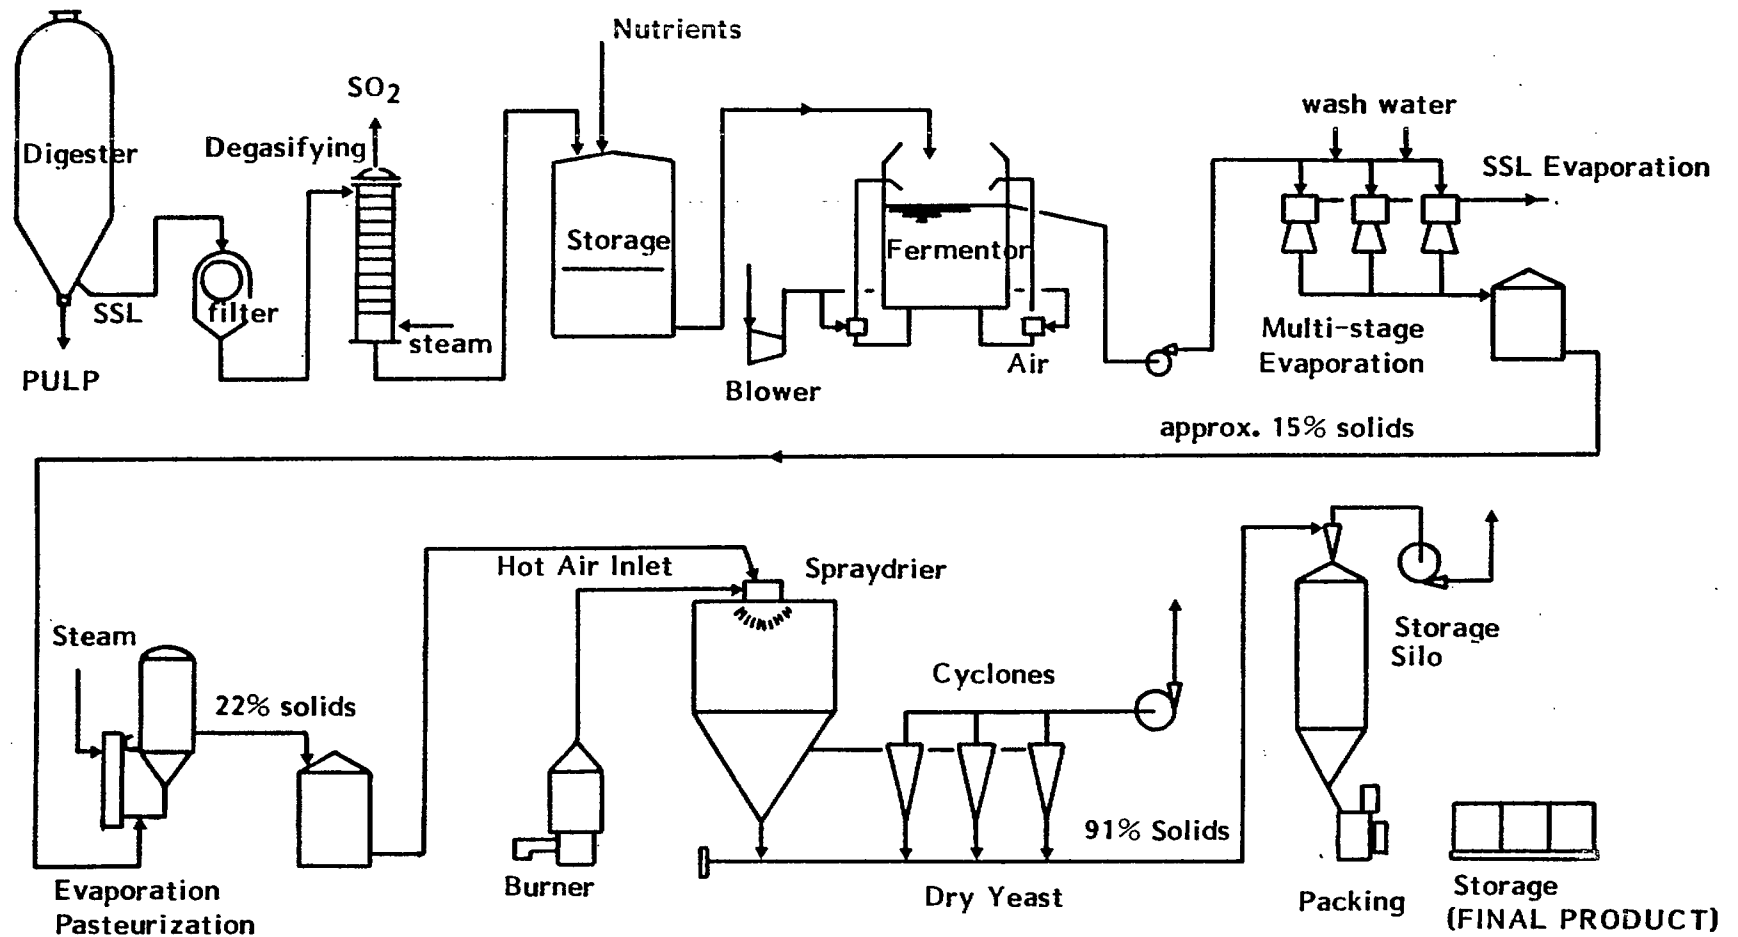 Nutrients
SO2
wash water
Digester
Degasifying
SSL Evaporation
Storage
Fermentor
SSL
filter
steam
Multi-stage
Evaporation
Air
PULP
Blower
approx. 15% solids
Hot Air Inlet
Spraydrier
Steam
Storage
Silo
Cyclones
22% solids
91% Solids
Burner
Evaporation
Pasteurization
Dry Yeast
Packing
Storage
(FINAL PRODUCT)